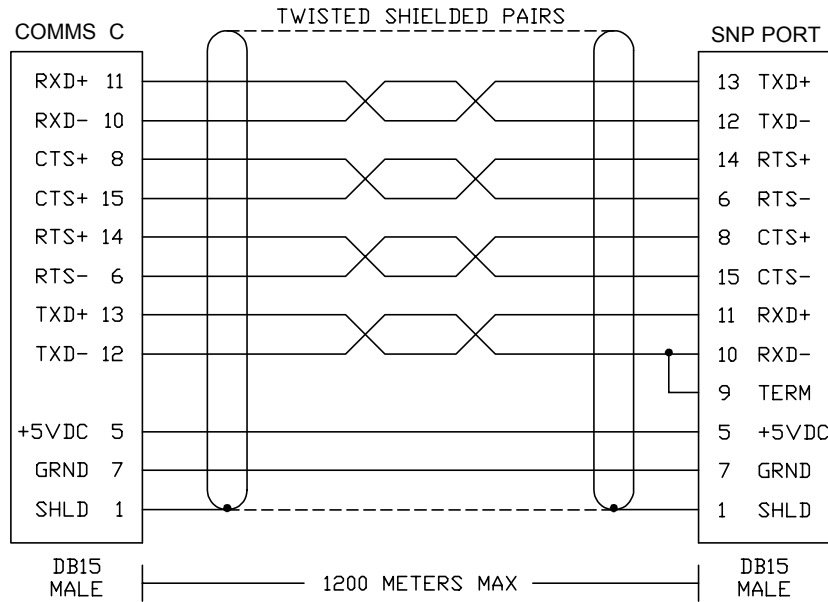 TWISTED SHIELDED PAIRS
COMMS C
SNP PORT
RXD+ 11
13 TXD+
RXD- 10
12 TXD-
CTS+ 8
14 RTS+
CTS+ 15
6 RTS-
RTS+ 14
8 CTS+
RTS- 6
15 CTS-
TXD+ 13
11 RXD+
TXD- 12
10 RXD-
9 TERM
+5VDC 5
5 +5VDC
GRND 7
7 GRND
SHLD 1
1 SHLD
DB15
MALE
1200 METERS MAX
DB15
MALE